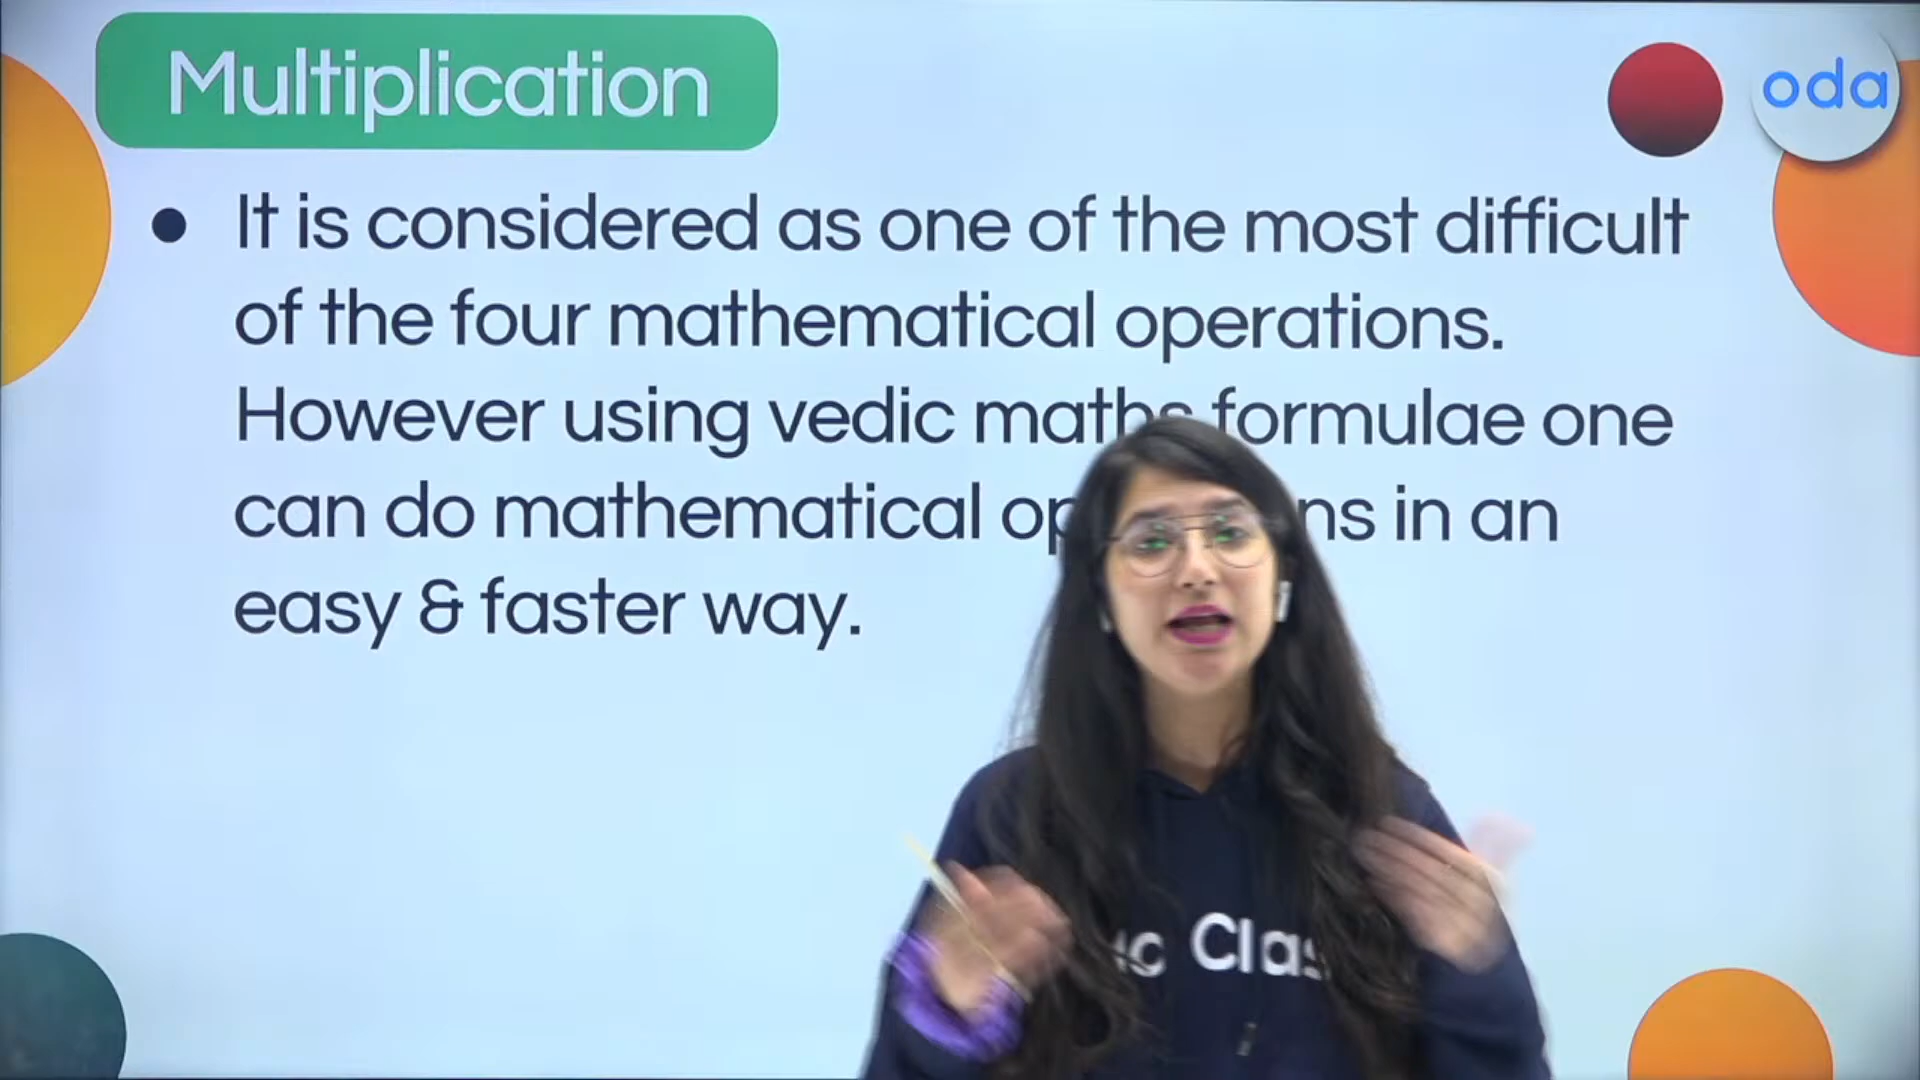 Multiplication
oda
It is considered as one of the most difficult
of the four mathematical operations.
However using vedic maths formulae one
can do mathematical in an
easy & faster way.